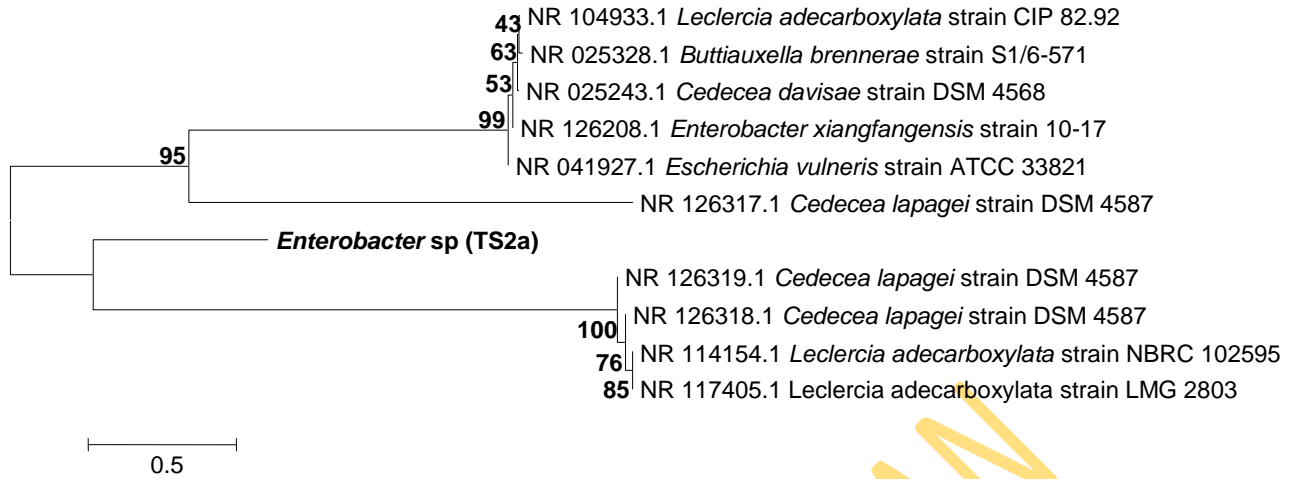 43 NR 104933.1 Leclercia adecarboxylata strain CIP 82.92
63 NR 025328.1 Buttiauxella brennerae strain S1/6-571
53 NR 025243.1 Cedecea davisae strain DSM 4568
99 NR 126208.1 Enterobacter xiangfangensis strain 10-17
95 NR 041927.1 Escherichia vulneris strain ATCC 33821
NR 126317.1 Cedecea lapagei strain DSM 4587
Enterobacter sp (TS2a)
NR 126319.1 Cedecea lapagei strain DSM 4587
100 NR 126318.1 Cedecea lapagei strain DSM 4587
76 NR 114154.1 Leclercia adecarboxylata strain NBRC 102595
85 NR 117405.1 Leclercia adecarboxylata strain LMG 2803
0.5